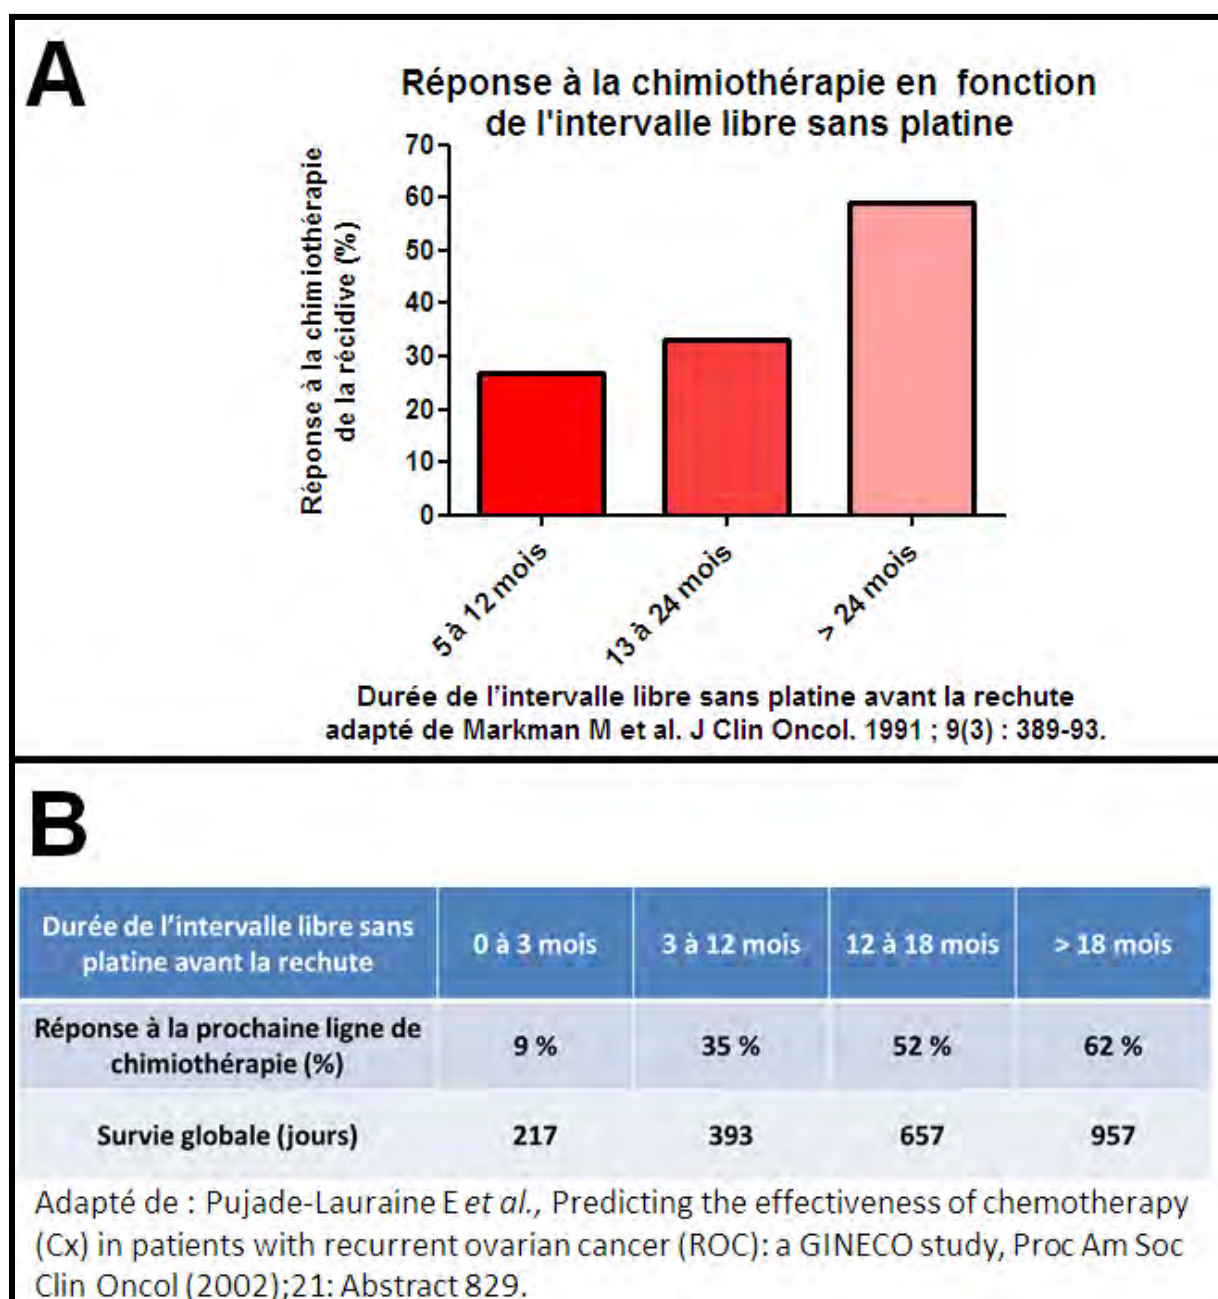 A
Réponse à la chimiothérapie en fonction
de l'intervalle libre sans platine
Réponse à la chimiothérapie
de la récidive (%)
70
60
50
40
30
20
10
0
5 à 12 mois
13 à 24 mois
> 24 mois
Durée de l'intervalle libre sans platine avant la rechute
adapté de Markman M et al. J Clin Oncol. 1991 ; 9(3) : 389-93.
B
Durée de l'intervalle libre sans
platine avant la rechute
0 à 3 mois
3 à 12 mois
12 à 18 mois
> 18 mois
Réponse à la prochaine ligne de
chimiothérapie (%)
9 %
35 %
52 %
62 %
Survie globale (jours)
217
393
657
957
Adapté de : Pujade-Lauraine E et al., Predicting the effectiveness of chemotherapy
(Cx) in patients with recurrent ovarian cancer (ROC): a GINECO study, Proc Am Soc
Clin Oncol (2002);21: Abstract 829.